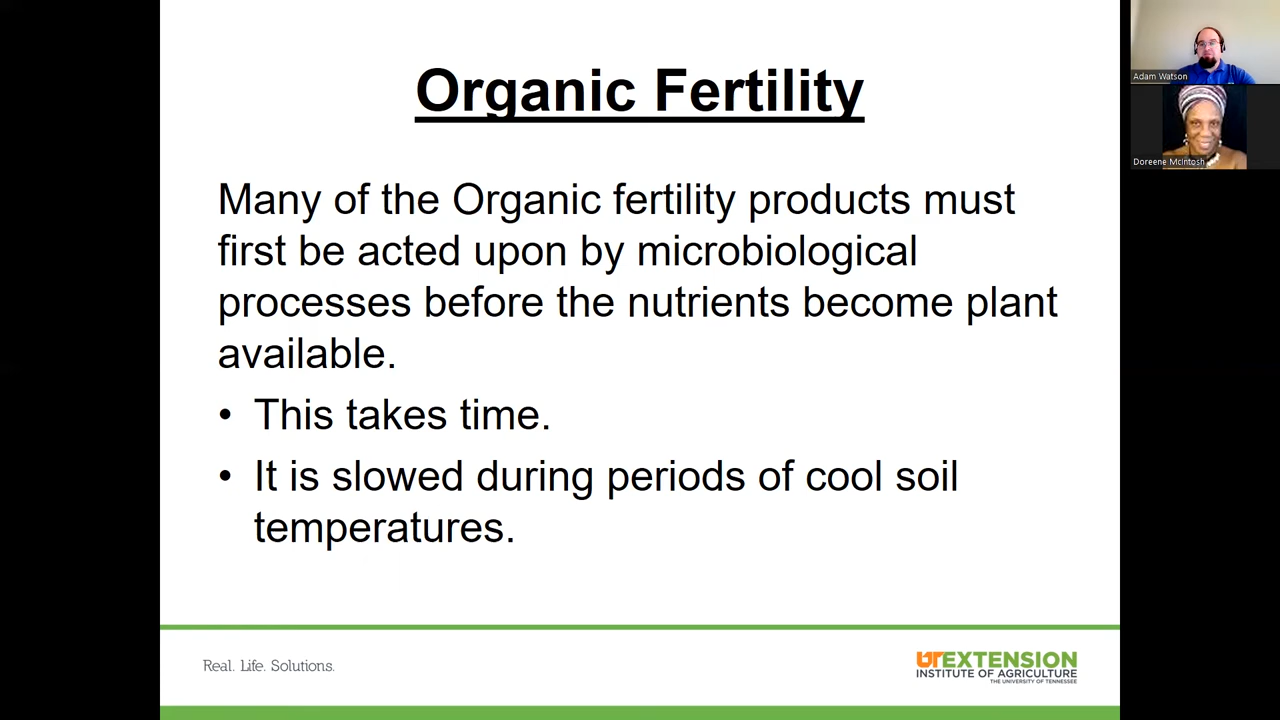 Organic Fertility
Many of the Organic fertility products must
first be acted upon by microbiological
processes before the nutrients become plant
available.
• This takes time.
• It is slowed during periods of cool soil
temperatures.
Real. Life. Solutions.
UT EXTENSION
INSTITUTE OF AGRICULTURE
THE UNIVERSITY OF TENNESSEE
Adam Watson
Doreene McIntosh